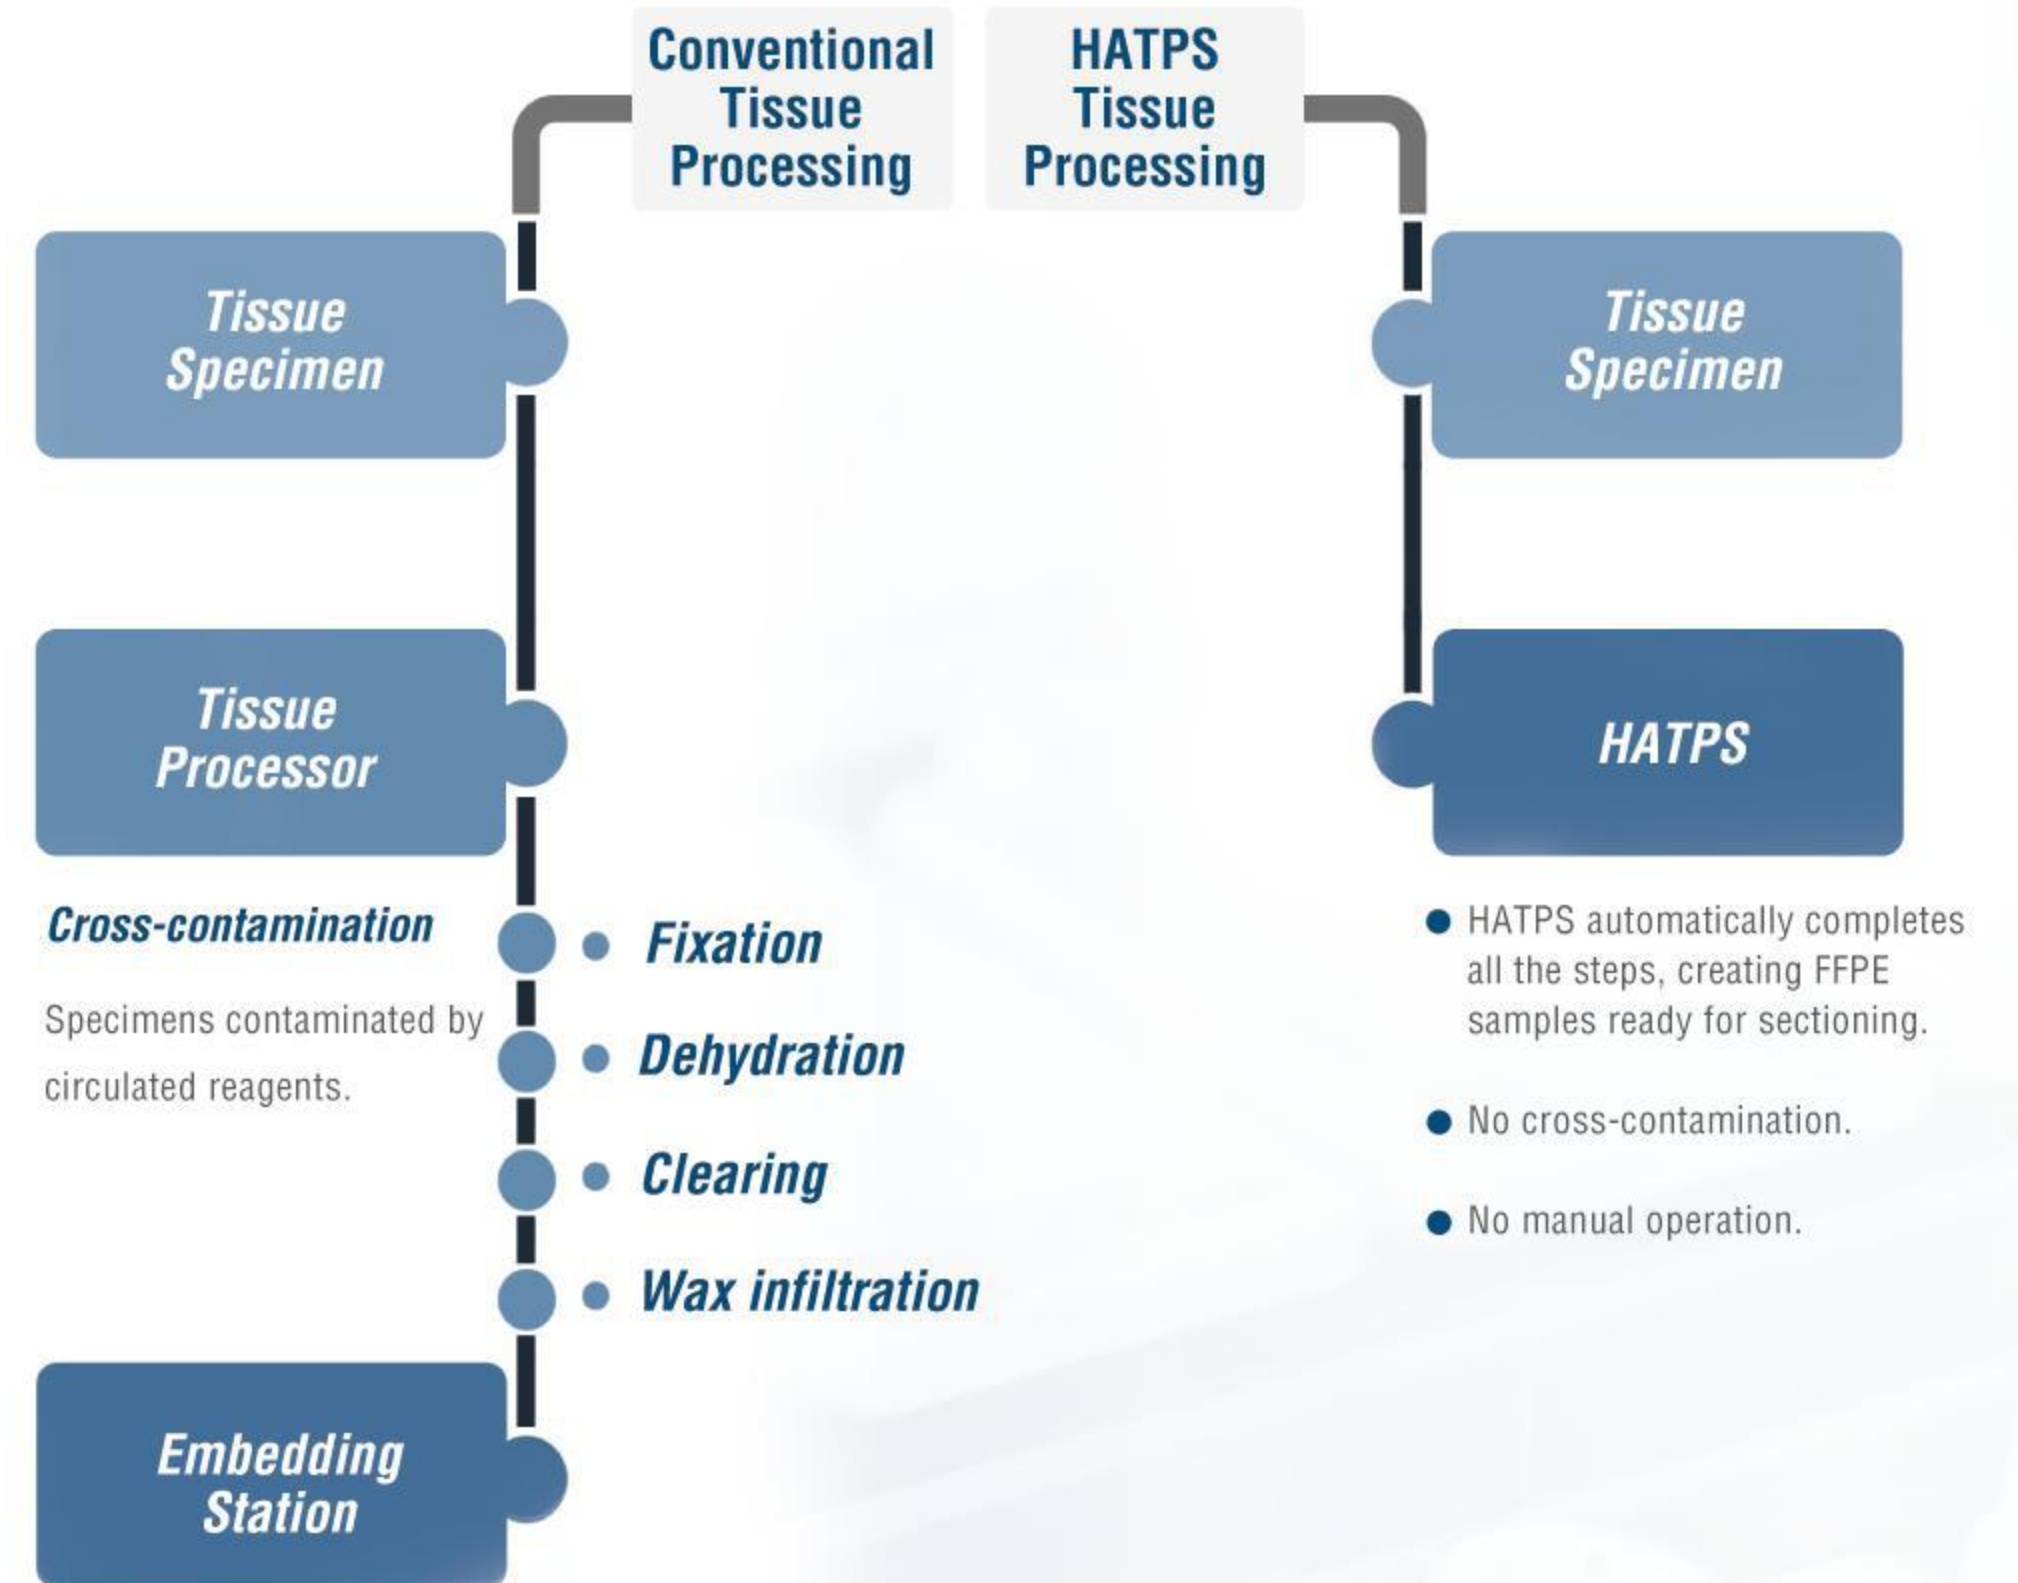 Conventional
Tissue
Processing
HATPS
Tissue
Processing
Tissue
Specimen
Tissue
Specimen
Tissue
Processor
HATPS
Cross-contamination
Specimens contaminated by
circulated reagents.
Fixation
Dehydration
Clearing
Wax infiltration
HATPS automatically completes
all the steps, creating FFPE
samples ready for sectioning.
No cross-contamination.
No manual operation.
Embedding
Station